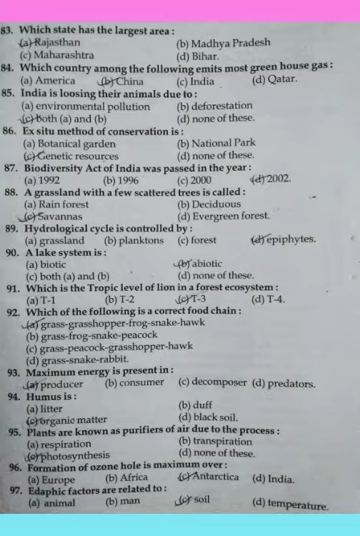 83. Which state has the largest area :
(a) Rajasthan (b) Madhya Pradesh
(c) Maharashtra (d) Bihar.
84. Which country among the following emits most green house gas :
(a) America (b) China (c) India (d) Qatar.
85. India is loosing their animals due to :
(a) environmental pollution (b) deforestation
(c) both (a) and (b) (d) none of these.
86. Ex situ method of conservation is :
(a) Botanical garden (b) National Park
(c) Genetic resources (d) none of these.
87. Biodiversity Act of India was passed in the year :
(a) 1992 (b) 1996 (c) 2000 (d) 2002.
88. A grassland with a few scattered trees is called :
(a) Rain forest (b) Deciduous
(c) Savannas (d) Evergreen forest.
89. Hydrological cycle is controlled by :
(a) grassland (b) planktons (c) forest (d) epiphytes.
90. A lake system is :
(a) biotic (b) abiotic
(c) both (a) and (b) (d) none of these.
91. Which is the Tropic level of lion in a forest ecosystem :
(a) T-1 (b) T-2 (c) T-3 (d) T-4.
92. Which of the following is a correct food chain :
(a) grass-grasshopper-frog-snake-hawk
(b) grass-frog-snake-peacock
(c) grass-peacock-grasshopper-hawk
(d) grass-snake-rabbit.
93. Maximum energy is present in :
(a) producer (b) consumer (c) decomposer (d) predators.
94. Humus is :
(a) litter (b) duff
(c) organic matter (d) black soil.
95. Plants are known as purifiers of air due to the process :
(a) respiration (b) transpiration
(c) photosynthesis (d) none of these.
96. Formation of ozone hole is maximum over :
(a) Europe (b) Africa (c) Antarctica (d) India.
97. Edaphic factors are related to :
(a) animal (b) man (c) soil (d) temperature.